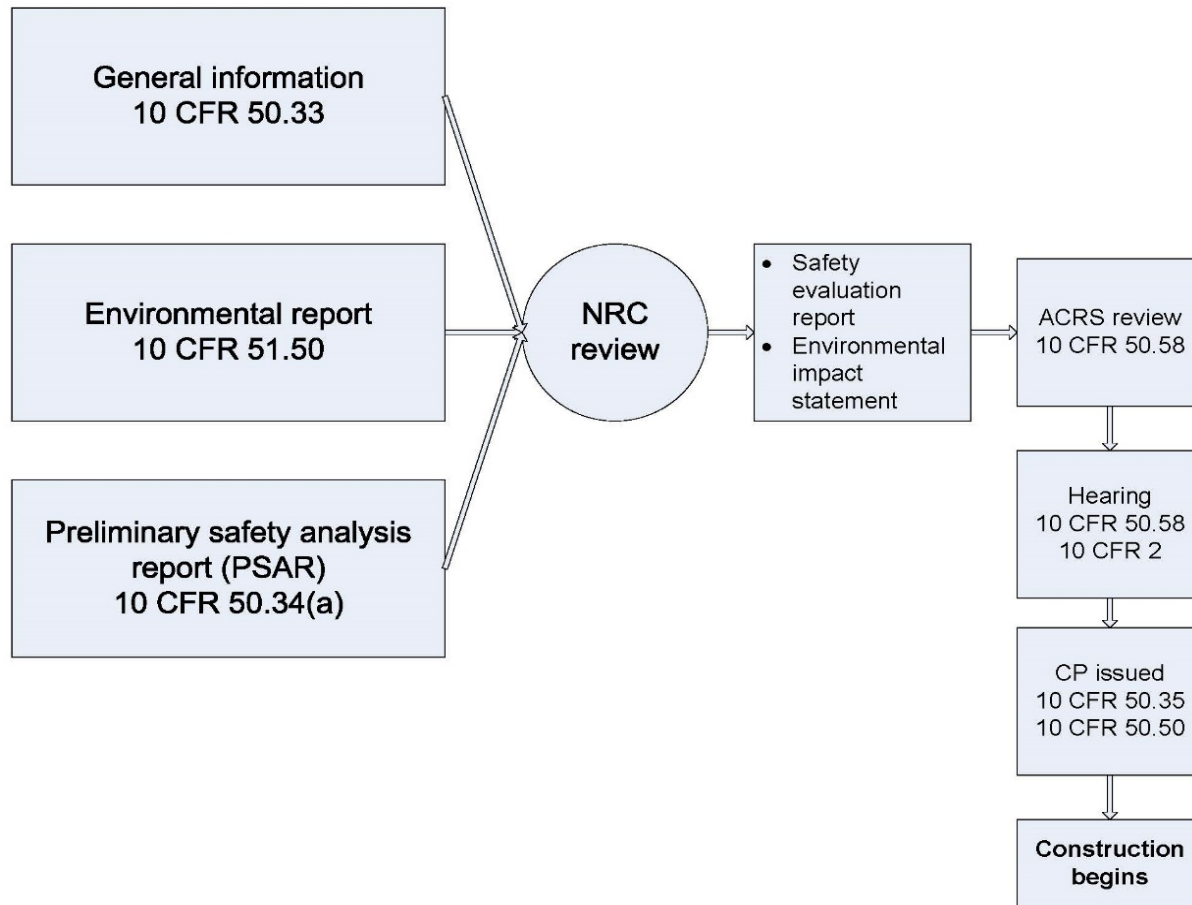 General information
10 CFR 50.33
Environmental report
10 CFR 51.50
Preliminary safety analysis
report (PSAR)
10 CFR 50.34(a)
NRC
review
• Safety
evaluation
report
• Environmental
impact
statement
ACRS review
10 CFR 50.58
Hearing
10 CFR 50.58
10 CFR 2
CP issued
10 CFR 50.35
10 CFR 50.50
Construction
begins